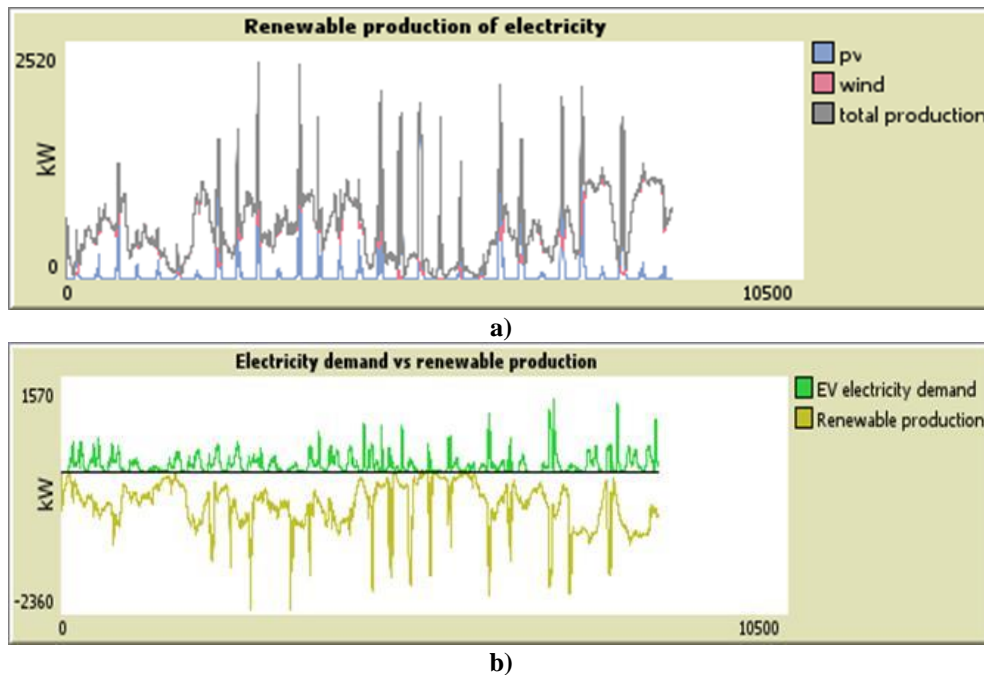 Renewable production of electricity
2520
kW
0
0
10500
pv
wind
total production
a)
Electricity demand vs renewable production
1570
kW
-2360
0
10500
EV electricity demand
Renewable production
b)